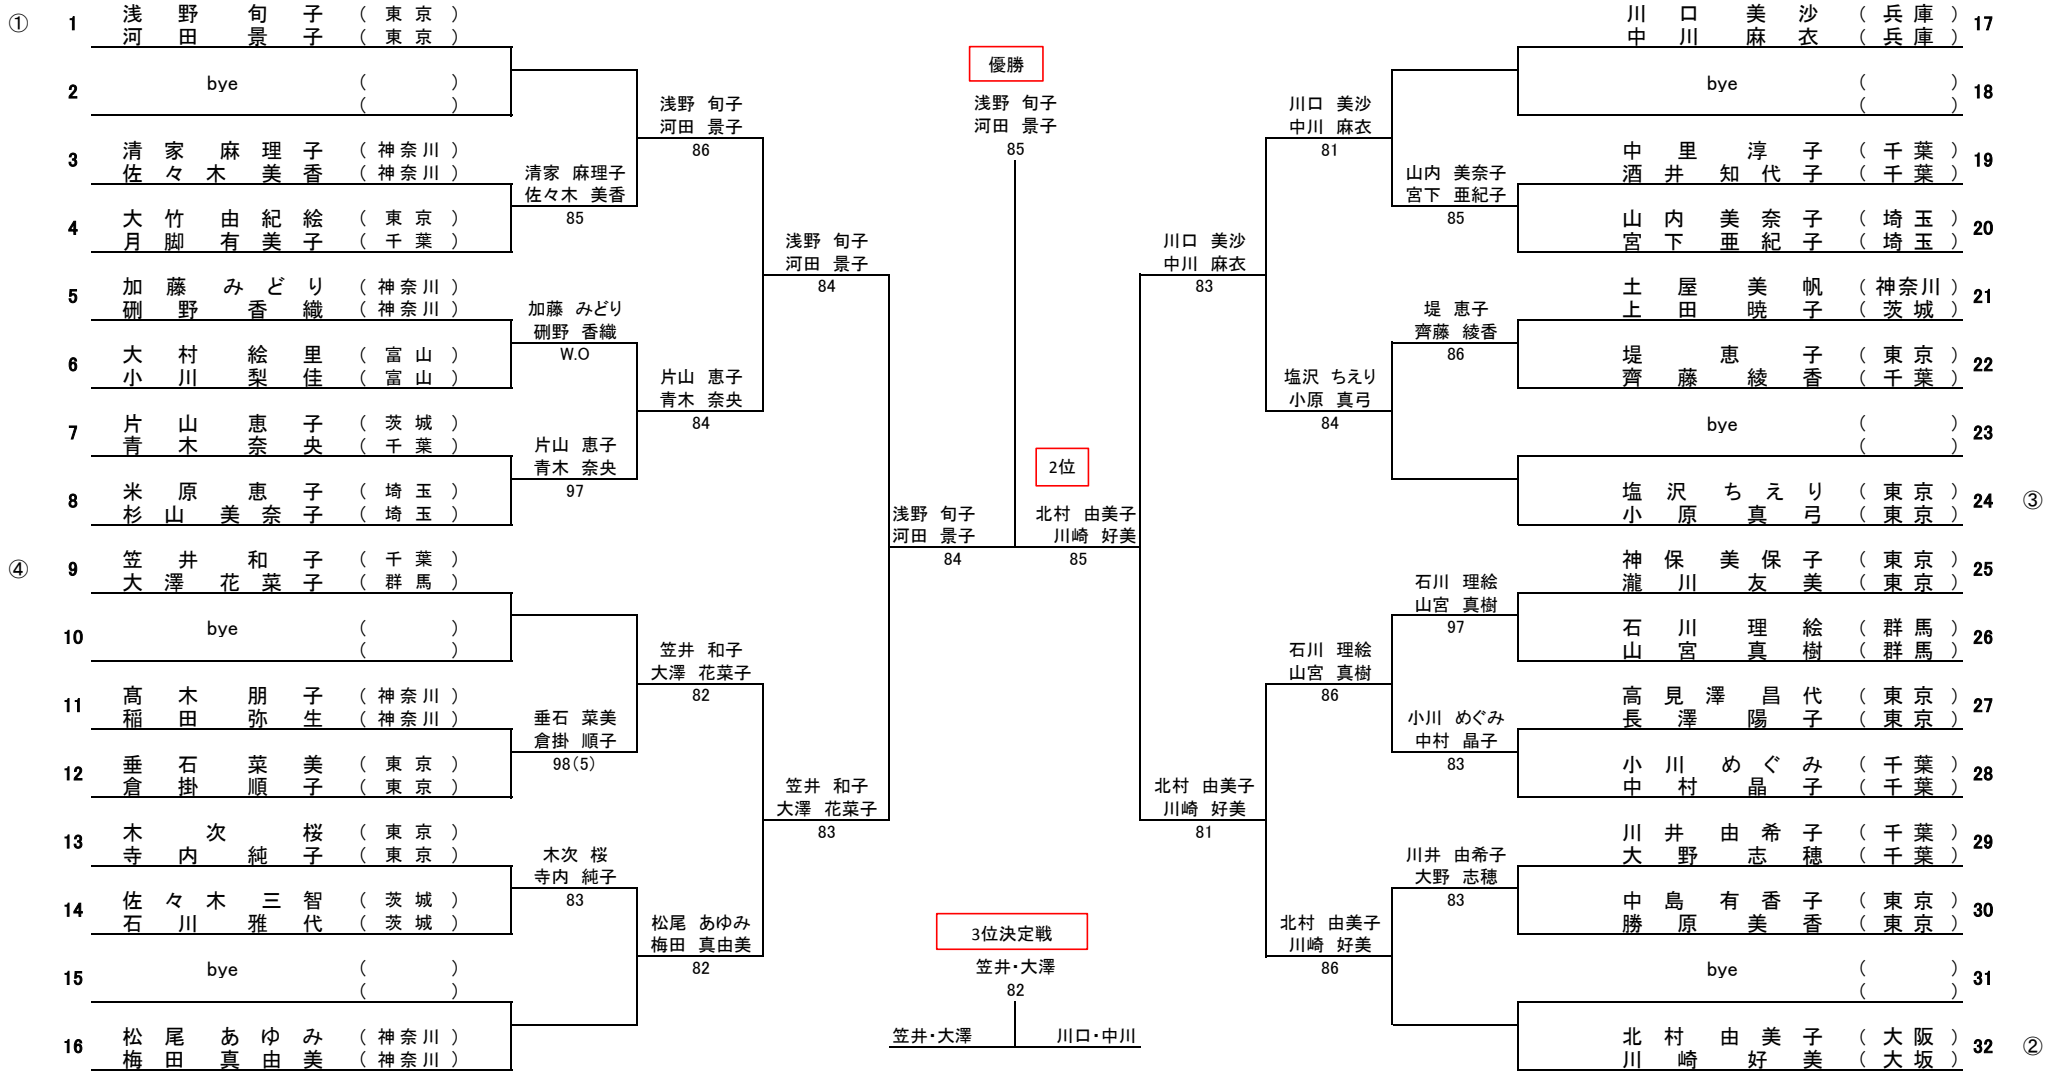 ① 1 浅野 旬子 (東京)
河田 景子 (東京)
2 bye ( )
( )
3 清家 麻理子 (神奈川)
佐々木 美香 (神奈川)
4 大竹 由紀絵 (東京)
月脚 有美子 (千葉)
5 加藤 みどり (神奈川)
硎野 香織 (神奈川)
6 大村 絵里 (富山)
小川 梨佳 (富山)
7 片山 恵子 (茨城)
青木 奈央 (千葉)
8 米原 恵子 (埼玉)
杉山 美奈子 (埼玉)
④ 9 笠井 和子 (千葉)
大澤 花菜子 (群馬)
10 bye ( )
( )
11 髙木 朋子 (神奈川)
稲田 弥生 (神奈川)
12 垂石 菜美 (東京)
倉掛 順子 (東京)
13 木次 桜 (東京)
寺内 純子 (東京)
14 佐々木 三智 (茨城)
石川 雅代 (茨城)
15 bye ( )
( )
16 松尾 あゆみ (神奈川)
梅田 真由美 (神奈川)
清家 麻理子
佐々木 美香
85
加藤 みどり
硎野 香織
W.O
片山 恵子
青木 奈央
97
垂石 菜美
倉掛 順子
98(5)
木次 桜
寺内 純子
83
浅野 旬子
河田 景子
86
片山 恵子
青木 奈央
84
笠井 和子
大澤 花菜子
82
松尾 あゆみ
梅田 真由美
82
浅野 旬子
河田 景子
84
笠井 和子
大澤 花菜子
83
浅野 旬子
河田 景子
84
優勝
浅野 旬子
河田 景子
85
2位
北村 由美子
川崎 好美
85
3位決定戦
笠井・大澤
82
笠井・大澤 川口・中川
川口 美沙
中川 麻衣
83
北村 由美子
川崎 好美
81
川口 美沙
中川 麻衣
81
塩沢 ちえり
小原 真弓
84
石川 理絵
山宮 真樹
86
北村 由美子
川崎 好美
86
山内 美奈子
宮下 亜紀子
85
堤 恵子
齊藤 綾香
86
石川 理絵
山宮 真樹
97
小川 めぐみ
中村 晶子
83
川井 由希子
大野 志穂
83
川口 美沙 (兵庫) 17
中川 麻衣 (兵庫)
bye ( ) 18
( )
中里 淳子 (千葉) 19
酒井 知代子 (千葉)
山内 美奈子 (埼玉) 20
宮下 亜紀子 (埼玉)
土屋 美帆 (神奈川) 21
上田 暁子 (茨城)
堤 恵子 (東京) 22
齊藤 綾香 (千葉)
bye ( ) 23
( )
塩沢 ちえり (東京) 24 ③
小原 真弓 (東京)
神保 美保子 (東京) 25
瀧川 友美 (東京)
石川 理絵 (群馬) 26
山宮 真樹 (群馬)
高見澤 昌代 (東京) 27
長澤 陽子 (東京)
小川 めぐみ (千葉) 28
中村 晶子 (千葉)
川井 由希子 (千葉) 29
大野 志穂 (千葉)
中島 有香子 (東京) 30
勝原 美香 (東京)
bye ( ) 31
( )
北村 由美子 (大阪) 32 ②
川崎 好美 (大坂)